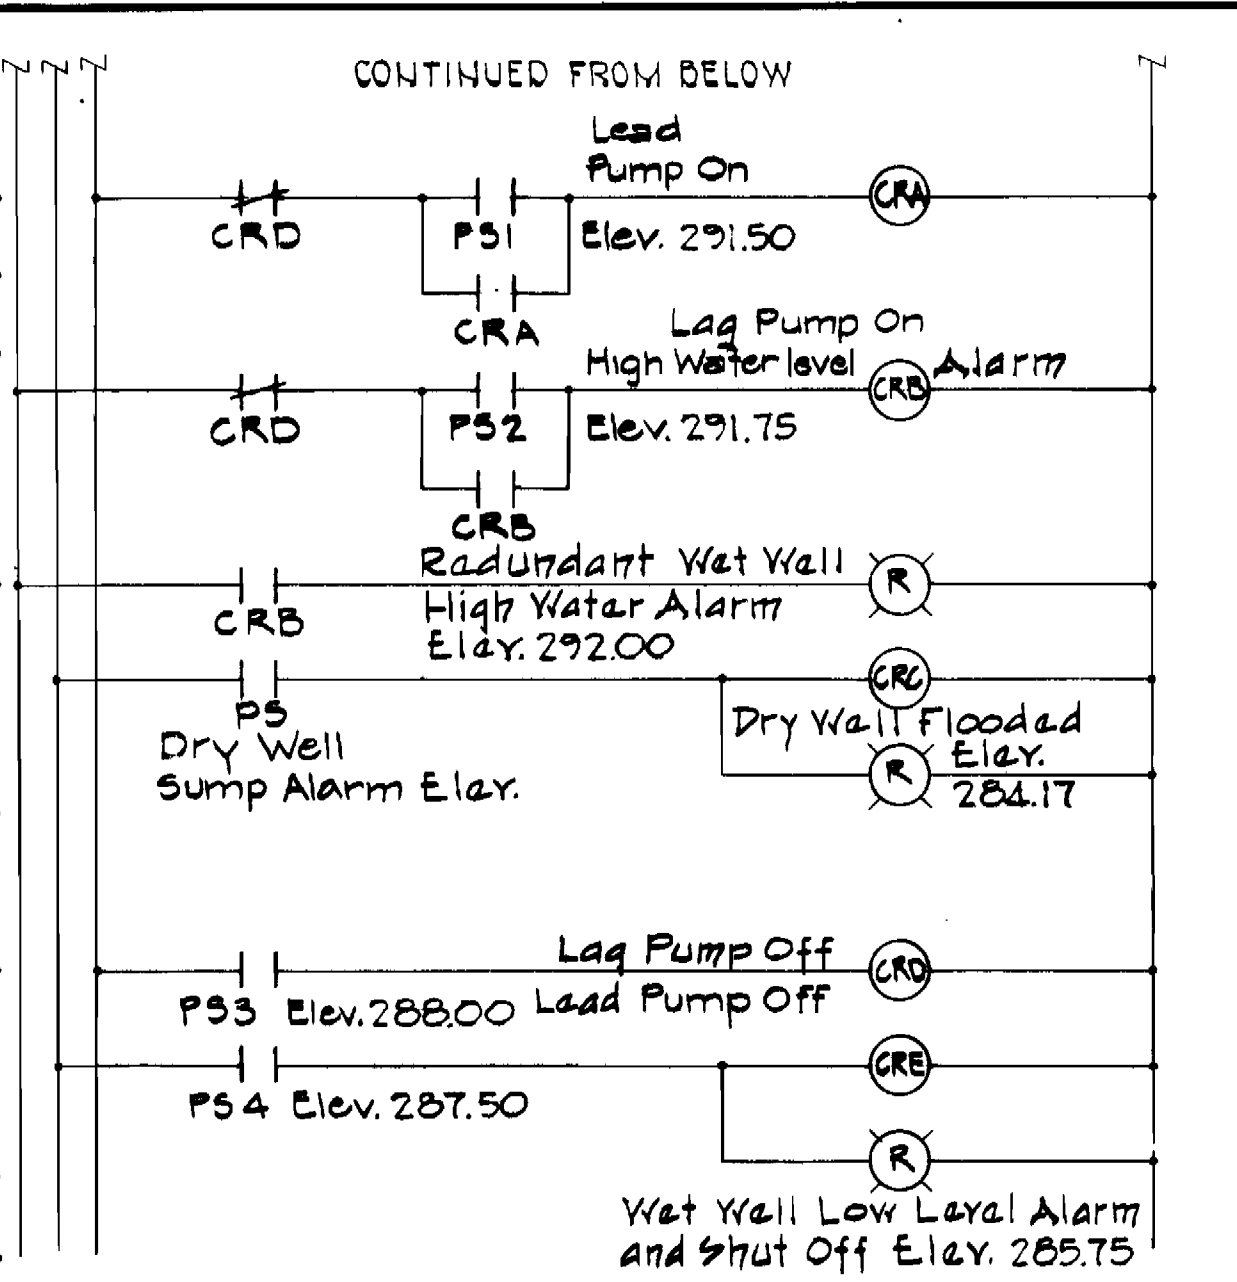 CONTINUED FROM BELOW
Lead
Pump On
CRA
CRD
PS1
Elev. 291.50
CRA
Lag Pump On
High Water level
CRB
Alarm
CRD
PS2
Elev. 291.75
CRB
Redundant Wet Well
R
CRB
High Water Alarm
Elev. 292.00
CRC
PS
Dry Well Flooded
Dry Well
Elev.
R
Sump Alarm Elev.
284.17
Lag Pump Off
CRD
PS3 Elev. 288.00
Lead Pump Off
CRE
PS4 Elev. 287.50
R
Wet Well Low Level Alarm
and Shut Off Elev. 285.75